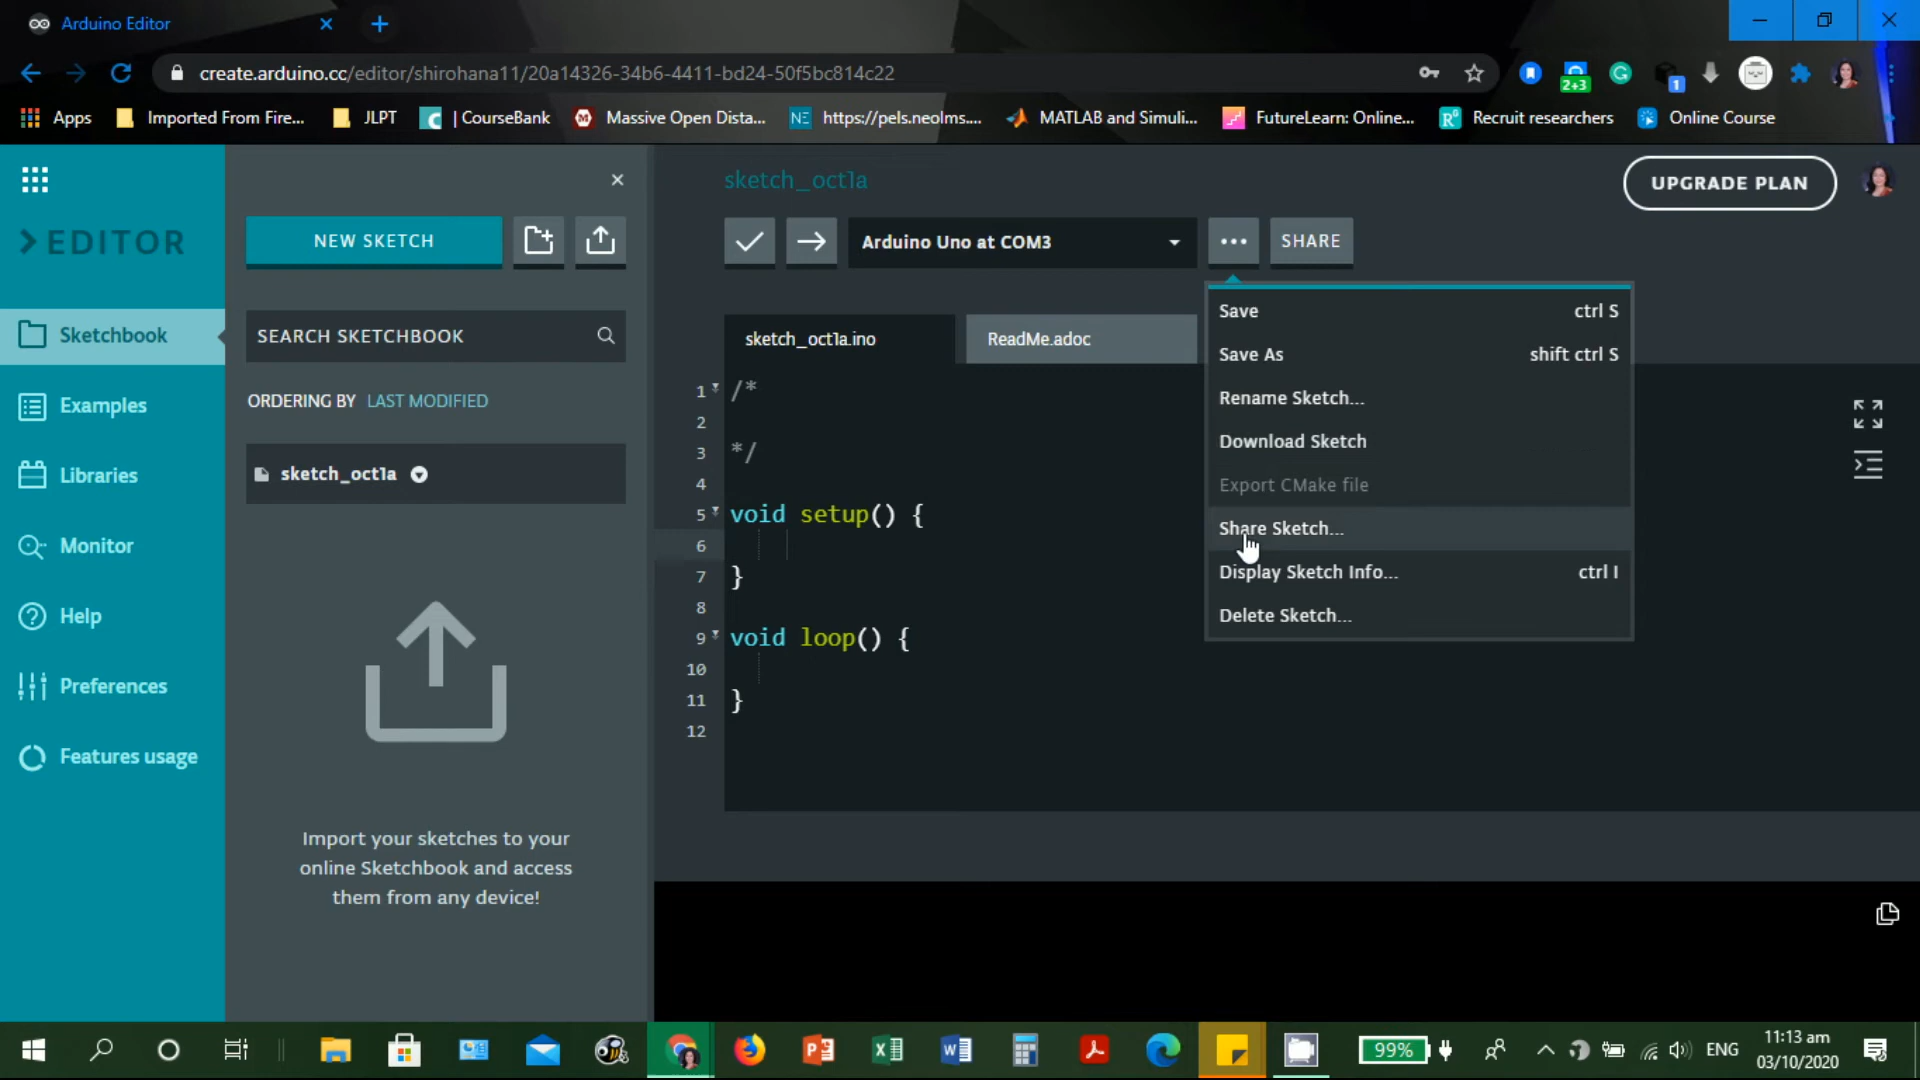 Arduino Editor
create.arduino.cc/editor/shirohana11/20a14326-34b6-4411-bd24-50f5bc814c22
2+3
1
Apps
Imported From Fire...
JLPT
| CourseBank
Massive Open Dista...
NE
https://pels.neolms....
MATLAB and Simuli...
FutureLearn: Online...
Recruit researchers
Online Course
EDITOR
Sketchbook
Examples
Libraries
Monitor
Help
Preferences
Features usage
NEW SKETCH
SEARCH SKETCHBOOK
ORDERING BY LAST MODIFIED
sketch_oct1a
Import your sketches to your
online Sketchbook and access
them from any device!
sketch_oct1a
UPGRADE PLAN
Arduino Uno at COM3
SHARE
sketch_oct1a.ino
ReadMe.adoc
Save ctrl S
Save As shift ctrl S
Rename Sketch...
Download Sketch
Export CMake file
Share Sketch...
Display Sketch Info... ctrl I
Delete Sketch...
1 /*
2
3 */
4
5 void setup() {
6
7 }
8
9 void loop() {
10
11 }
12
99%
ENG
11:13 am
03/10/2020